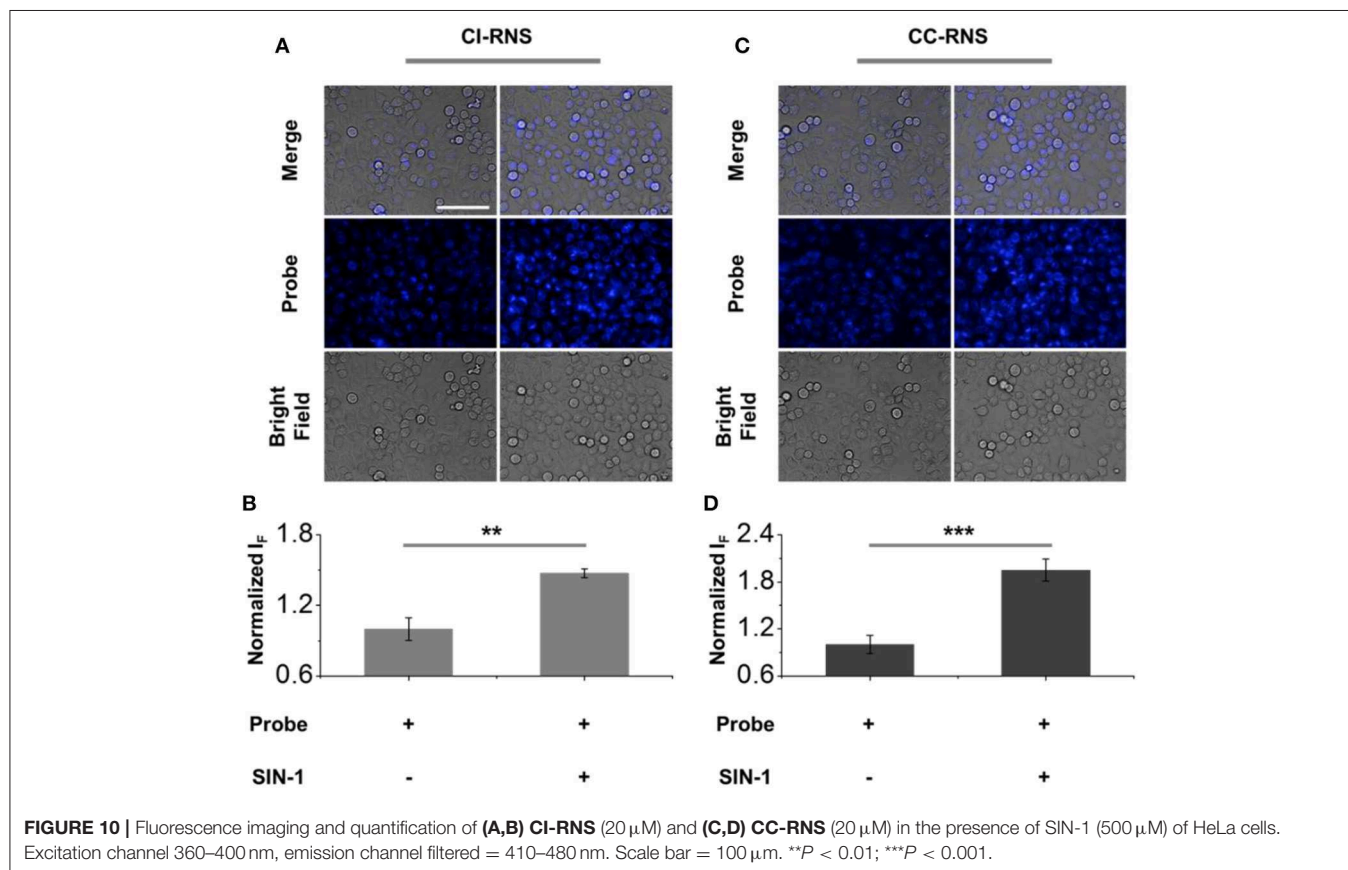 A
CI-RNS
C
CC-RNS
Merge
Probe
Bright
Field
Merge
Probe
Bright
Field
B
Normalized IF
1.8
1.2
0.6
**
D
Normalized IF
2.4
1.8
1.2
0.6
***
Probe + + Probe + +
SIN-1 - + SIN-1 - +
FIGURE 10 | Fluorescence imaging and quantification of (A,B) CI-RNS (20 μM) and (C,D) CC-RNS (20 μM) in the presence of SIN-1 (500 μM) of HeLa cells.
Excitation channel 360–400 nm, emission channel filtered = 410–480 nm. Scale bar = 100 μm. **P < 0.01; ***P < 0.001.